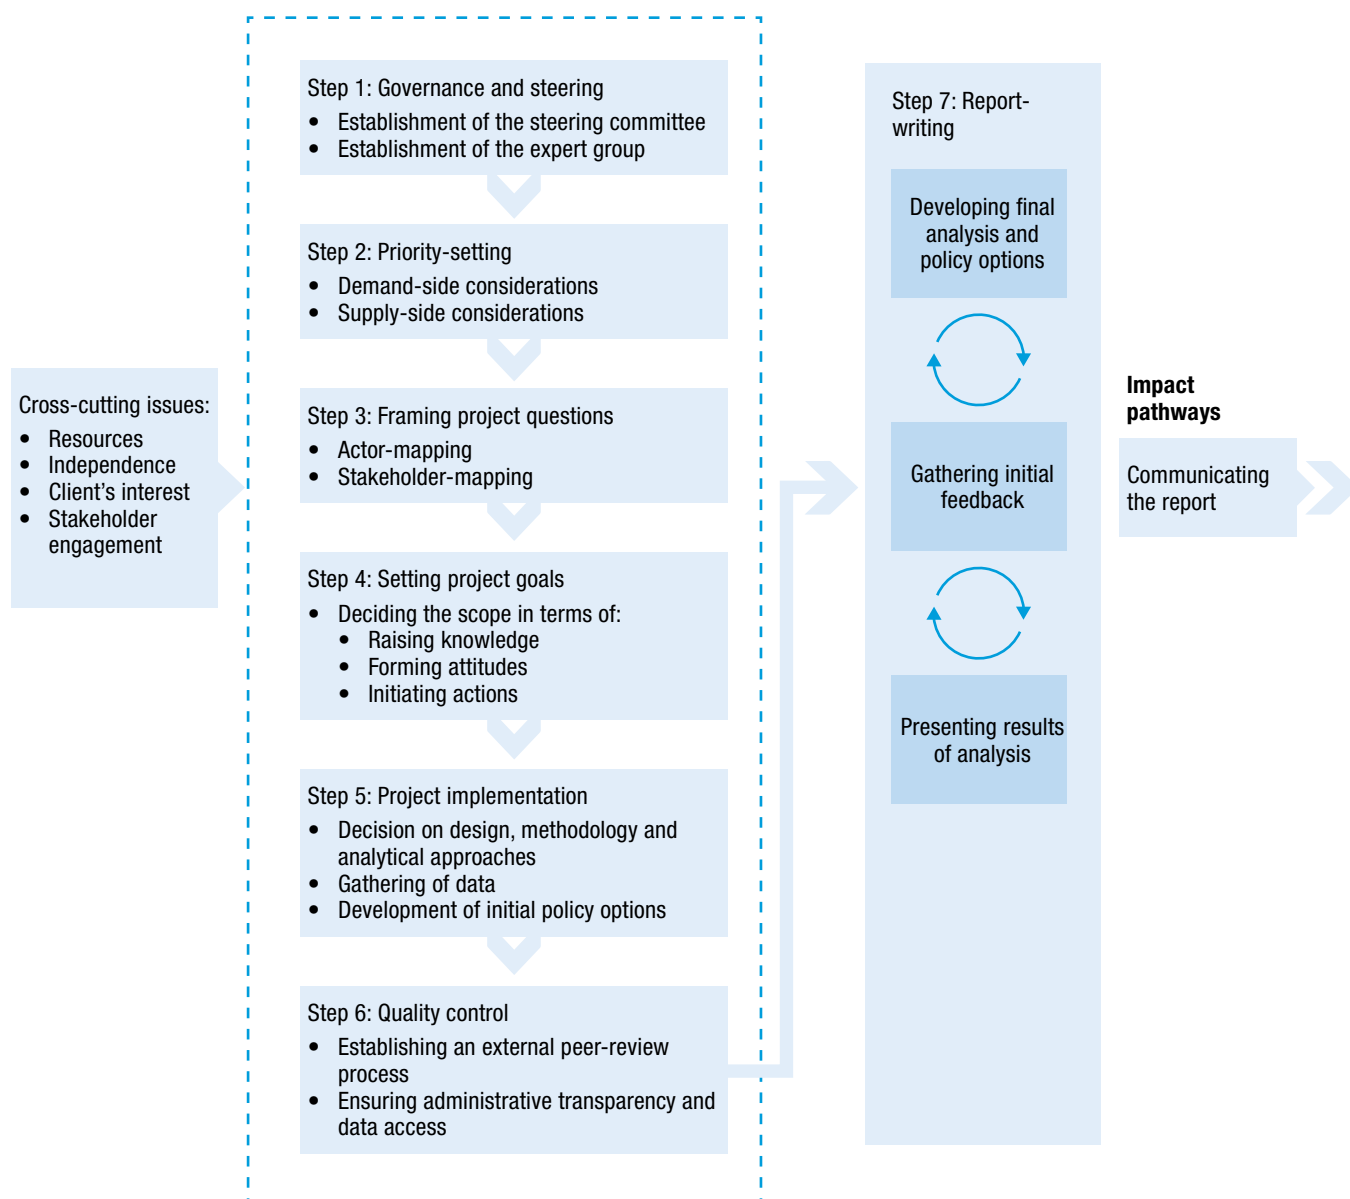 Cross-cutting issues:
• Resources
• Independence
• Client’s interest
• Stakeholder
engagement
Step 1: Governance and steering
• Establishment of the steering committee
• Establishment of the expert group
Step 2: Priority-setting
• Demand-side considerations
• Supply-side considerations
Step 3: Framing project questions
• Actor-mapping
• Stakeholder-mapping
Step 4: Setting project goals
• Deciding the scope in terms of:
• Raising knowledge
• Forming attitudes
• Initiating actions
Step 5: Project implementation
• Decision on design, methodology and
analytical approaches
• Gathering of data
• Development of initial policy options
Step 6: Quality control
• Establishing an external peer-review
process
• Ensuring administrative transparency and
data access
Step 7: Report-
writing
Developing final
analysis and
policy options
Gathering initial
feedback
Presenting results
of analysis
Impact
pathways
Communicating
the report